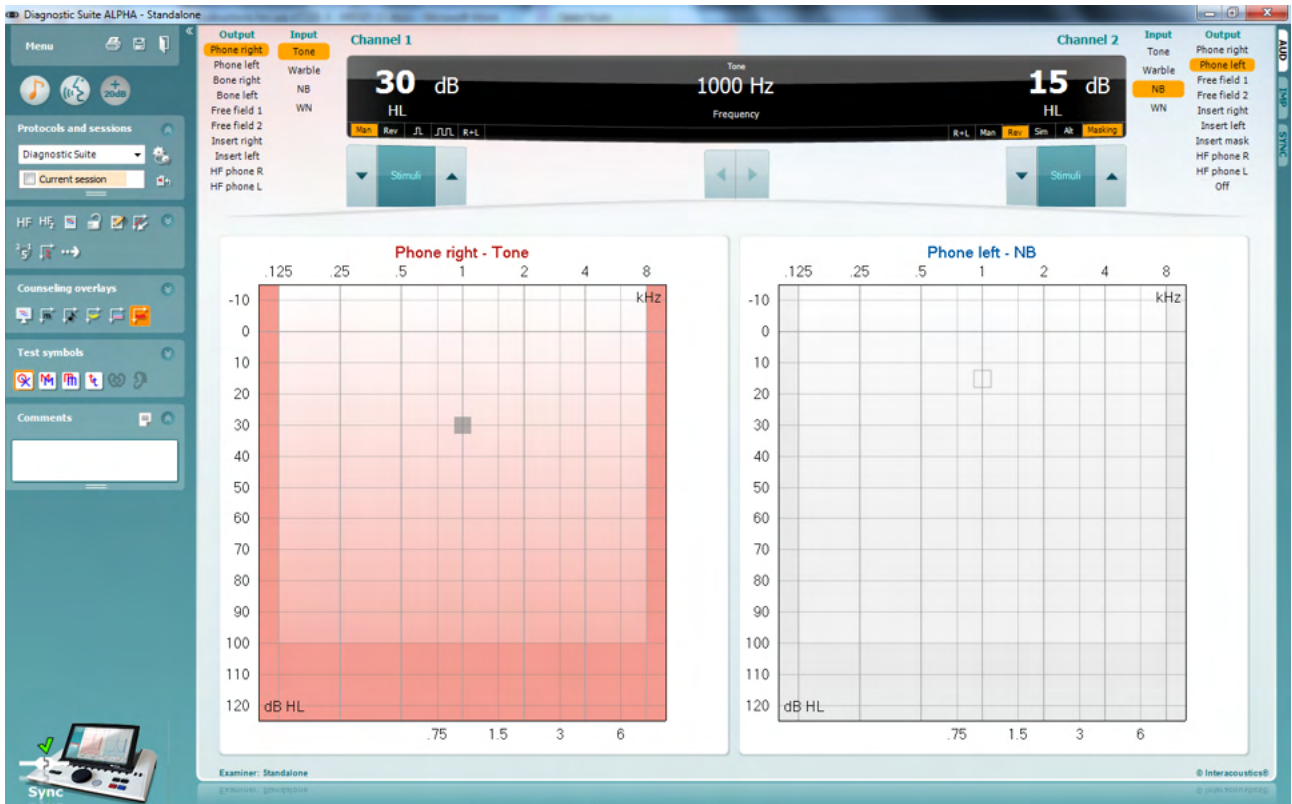 Diagnostic Suite ALPHA - Standalone
Menu
20dB
Protocols and sessions
Diagnostic Suite
Current session
HF HF2
Counseling overlays
Test symbols
Comments
Sync
Output
Phone right
Phone left
Bone right
Bone left
Free field 1
Free field 2
Insert right
Insert left
HF phone R
HF phone L
Input
Tone
Warble
NB
WN
Channel 1
Channel 2
30 dB
HL
Man Rev R+L
Tone
1000 Hz
Frequency
15 dB
HL
R+L Man Rev Sim Alt Masking
Stimuli
Stimuli
Input
Tone
Warble
NB
WN
Output
Phone right
Phone left
Free field 1
Free field 2
Insert right
Insert left
Insert mask
HF phone R
HF phone L
Off
AUD
IMP
SYNC
Phone right - Tone
.125 .25 .5 1 2 4 8
kHz
-10
0
10
20
30
40
50
60
70
80
90
100
110
120 dB HL
.75 1.5 3 6
Phone left - NB
.125 .25 .5 1 2 4 8
kHz
-10
0
10
20
30
40
50
60
70
80
90
100
110
120 dB HL
.75 1.5 3 6
Examiner: Standalone
© Interacoustics®